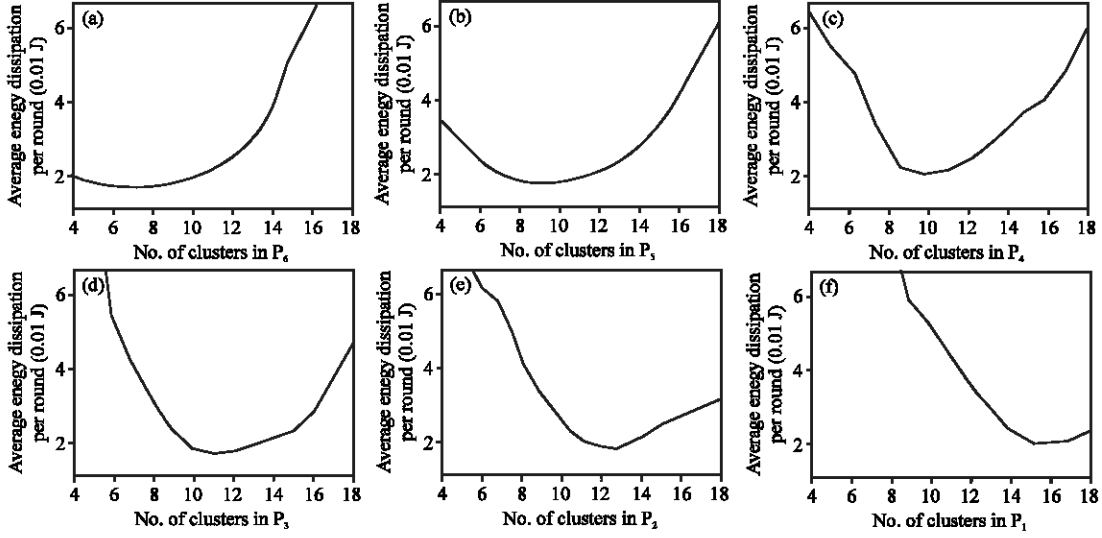 (a)
Average enegy dissipation
per round (0.01 J)
6
4
2
4 6 8 10 11 12 14 16 18
No. of clusters in P₆
(b)
Average enegy dissipation
per round (0.01 J)
6
4
2
4 6 8 10 12 14 16 18
No. of clusters in P₅
(c)
Average enegy dissipation
per round (0.01 J)
6
4
2
4 6 8 10 11 12 14 16 18
No. of clusters in P₄
(d)
Average enegy dissipation
per round (0.01 J)
6
4
2
4 6 8 10 11 12 14 16 18
No. of clusters in P₃
(e)
Average enegy dissipation
per round (0.01 J)
6
4
2
4 6 8 10 11 12 14 16 18
No. of clusters in P₂
(f)
Average enegy dissipation
per round (0.01 J)
6
4
2
4 6 8 10 12 14 16 18
No. of clusters in P₁